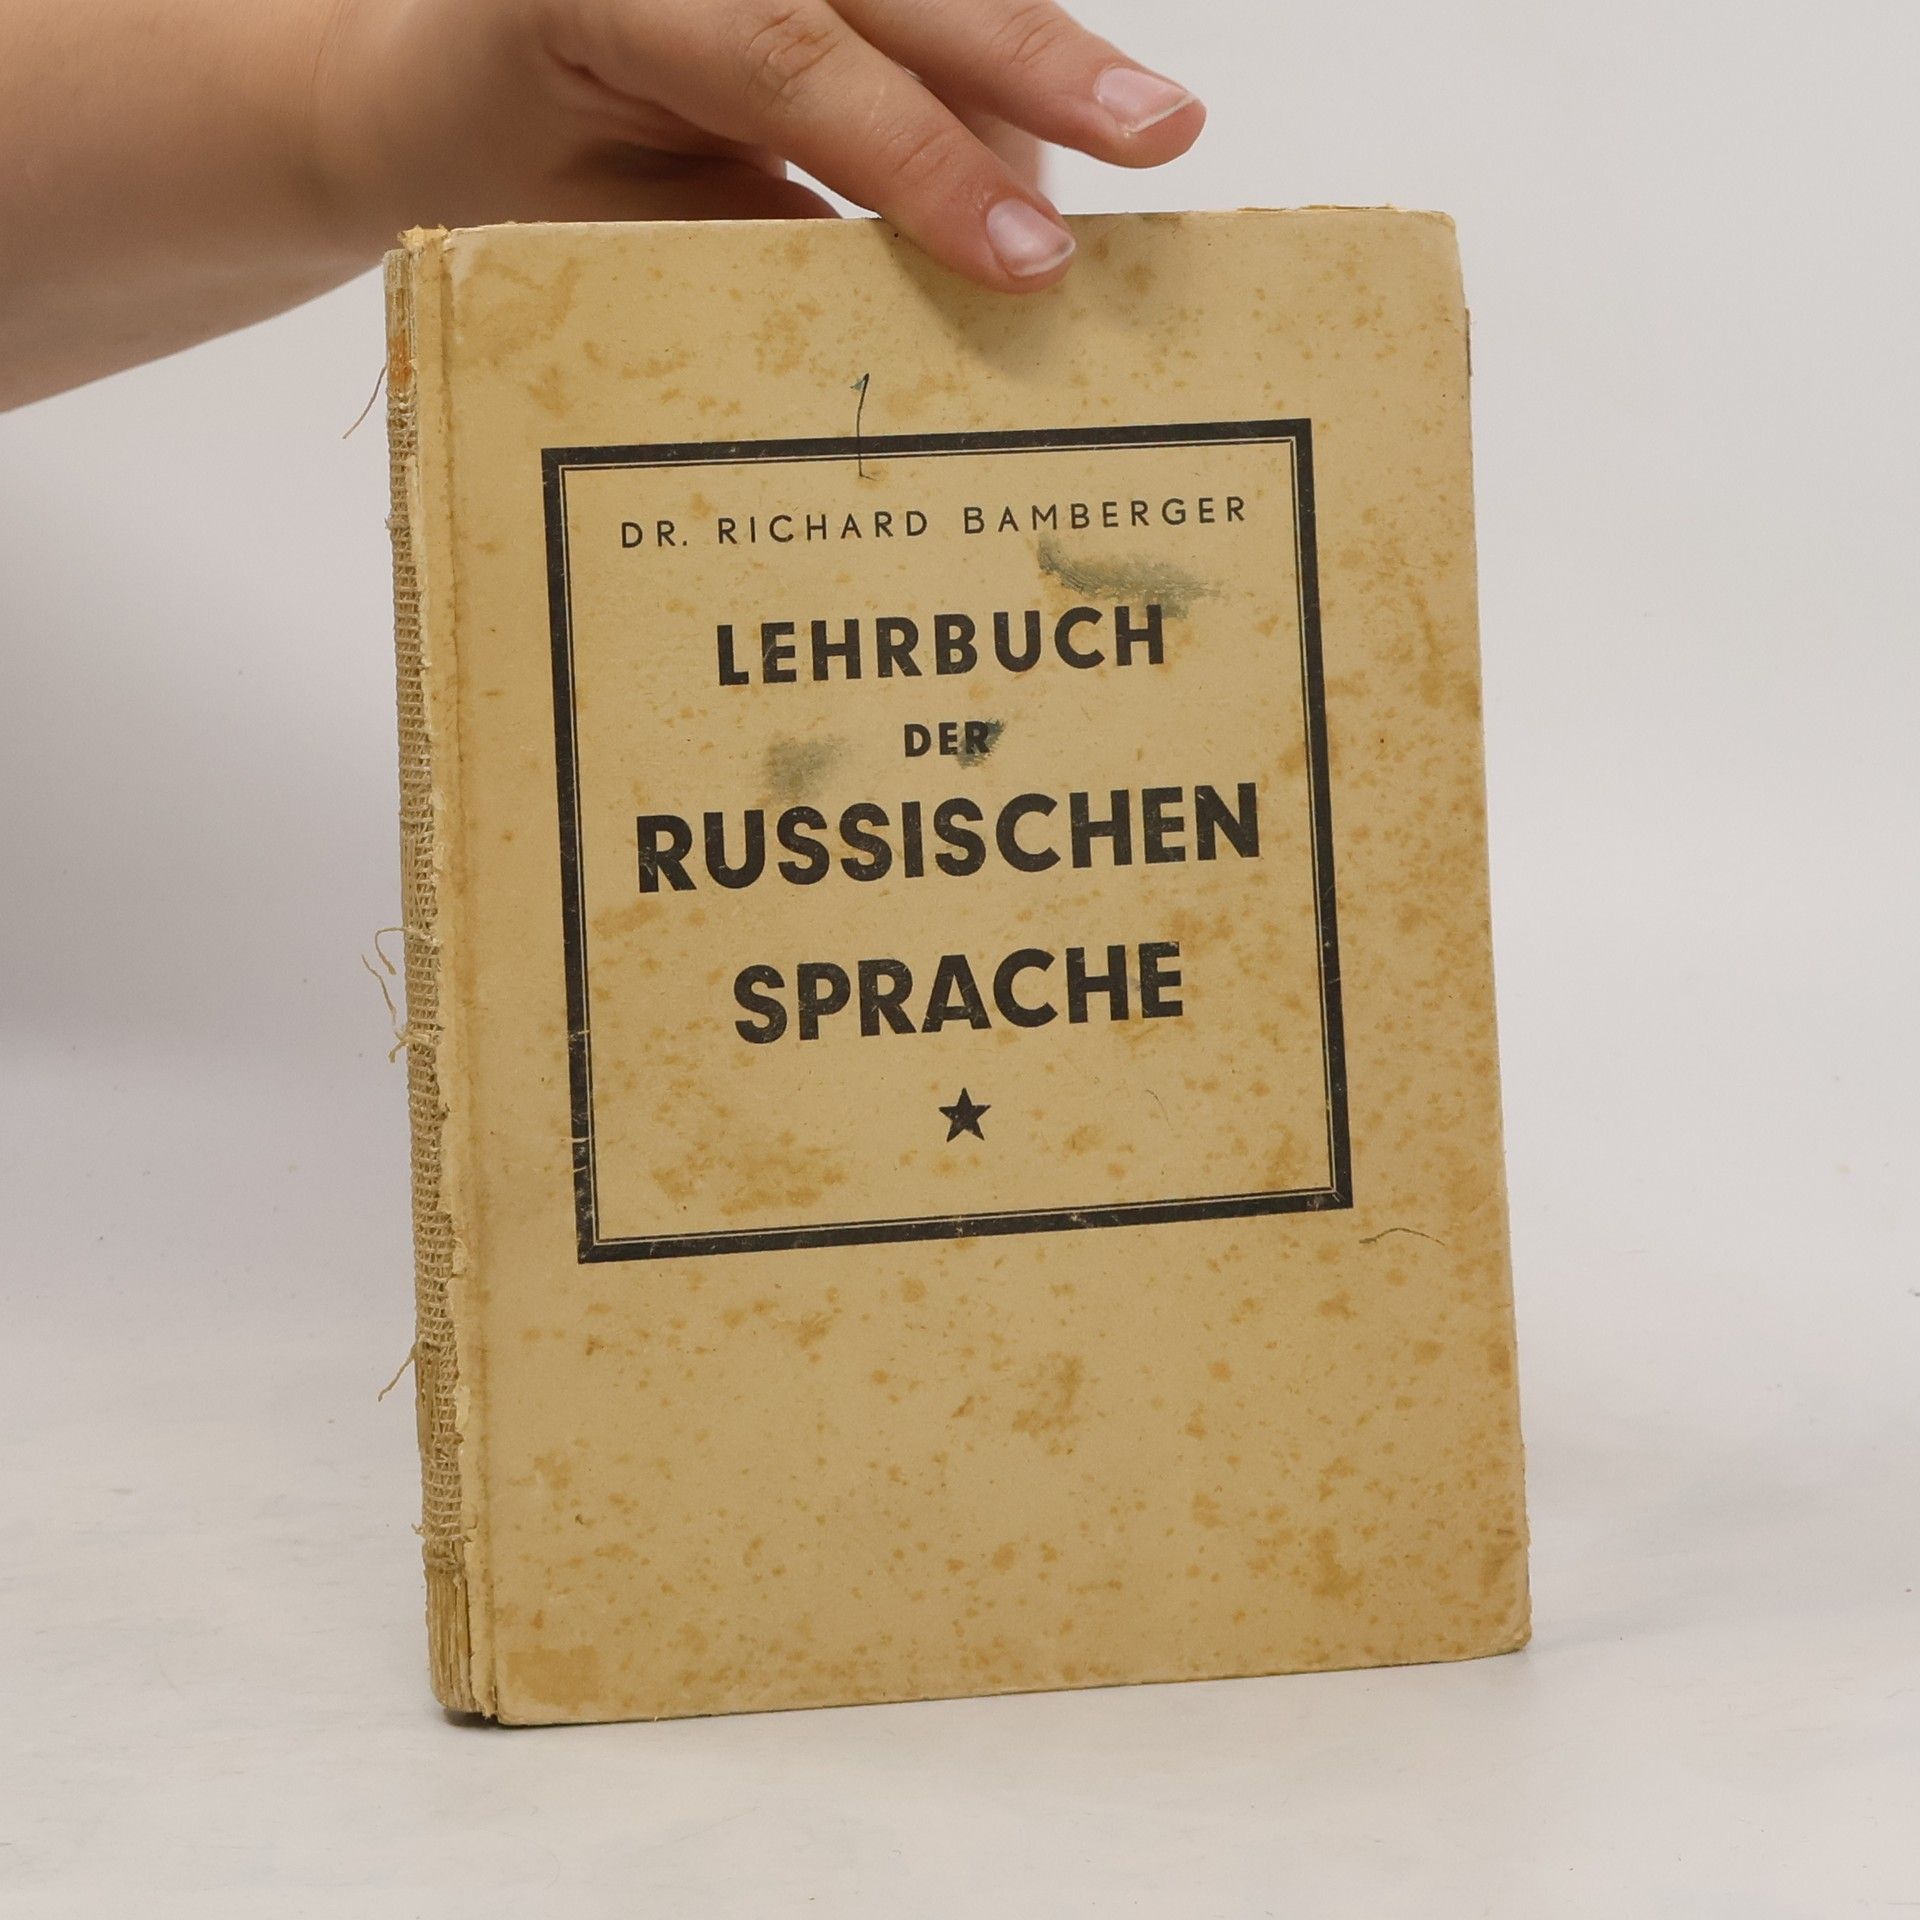 DR. RICHARD BAMBERGER
LEHRBUCH
DER
RUSSISCHEN
SPRACHE